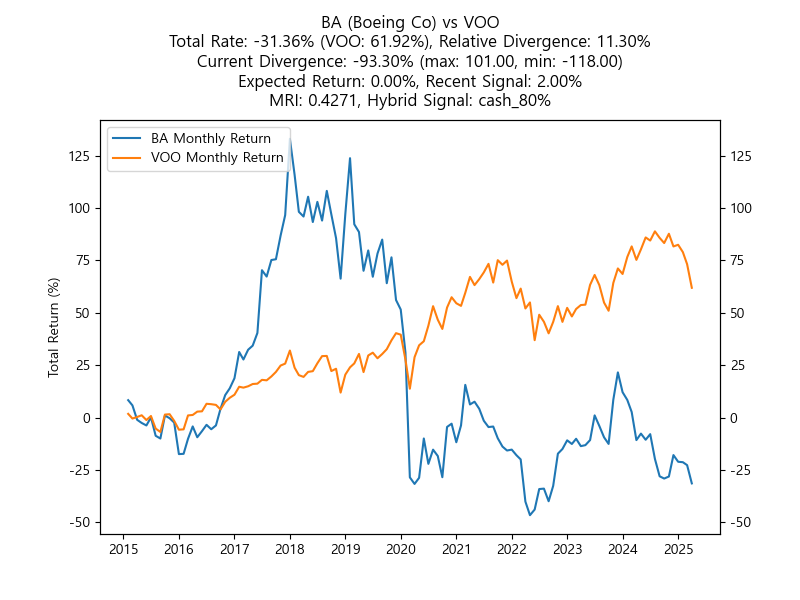 BA (Boeing Co) vs VOO
Total Rate: -31.36% (VOO: 61.92%), Relative Divergence: 11.30%
Current Divergence: -93.30% (max: 101.00, min: -118.00)
Expected Return: 0.00%, Recent Signal: 2.00%
MRI: 0.4271, Hybrid Signal: cash_80%
BA Monthly Return
VOO Monthly Return
Total Return (%)
125
100
75
50
25
0
-25
-50
125
100
75
50
25
0
-25
-50
2015 2016 2017 2018 2019 2020 2021 2022 2023 2024 2025